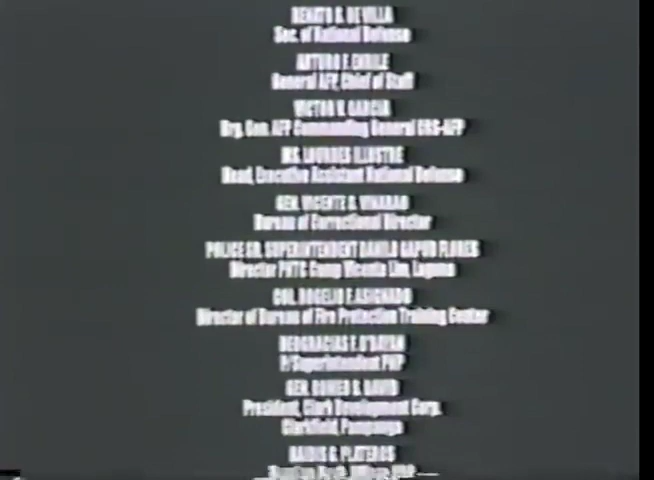 RENATO S. DE VILLA
Sec. of National Defense
ARTURO T. ENRILE
General AFP, Chief of Staff
VICTOR V. GARCIA
Brg. Gen. AFP Commanding General GHQ-AFP
MS. LOURDES ILUSTRE
Head, Executive Assistant National Defense
GEN. VICENTE G. VINARAO
Bureau of Correctional Director
POLICE SR. SUPERINTENDENT DANILO FLORES
Director PNTC Camp Vicente Lim, Laguna
COL. ROGELIO F. ASIGNADO
Director of Bureau of Fire Protection Training Center
DEOGRACIAS
P/Superintendent PNP
GEN. ROMEO S. DAVID
President, Clark Development Corp.
Clarkfield, Pampanga
PLATEROS